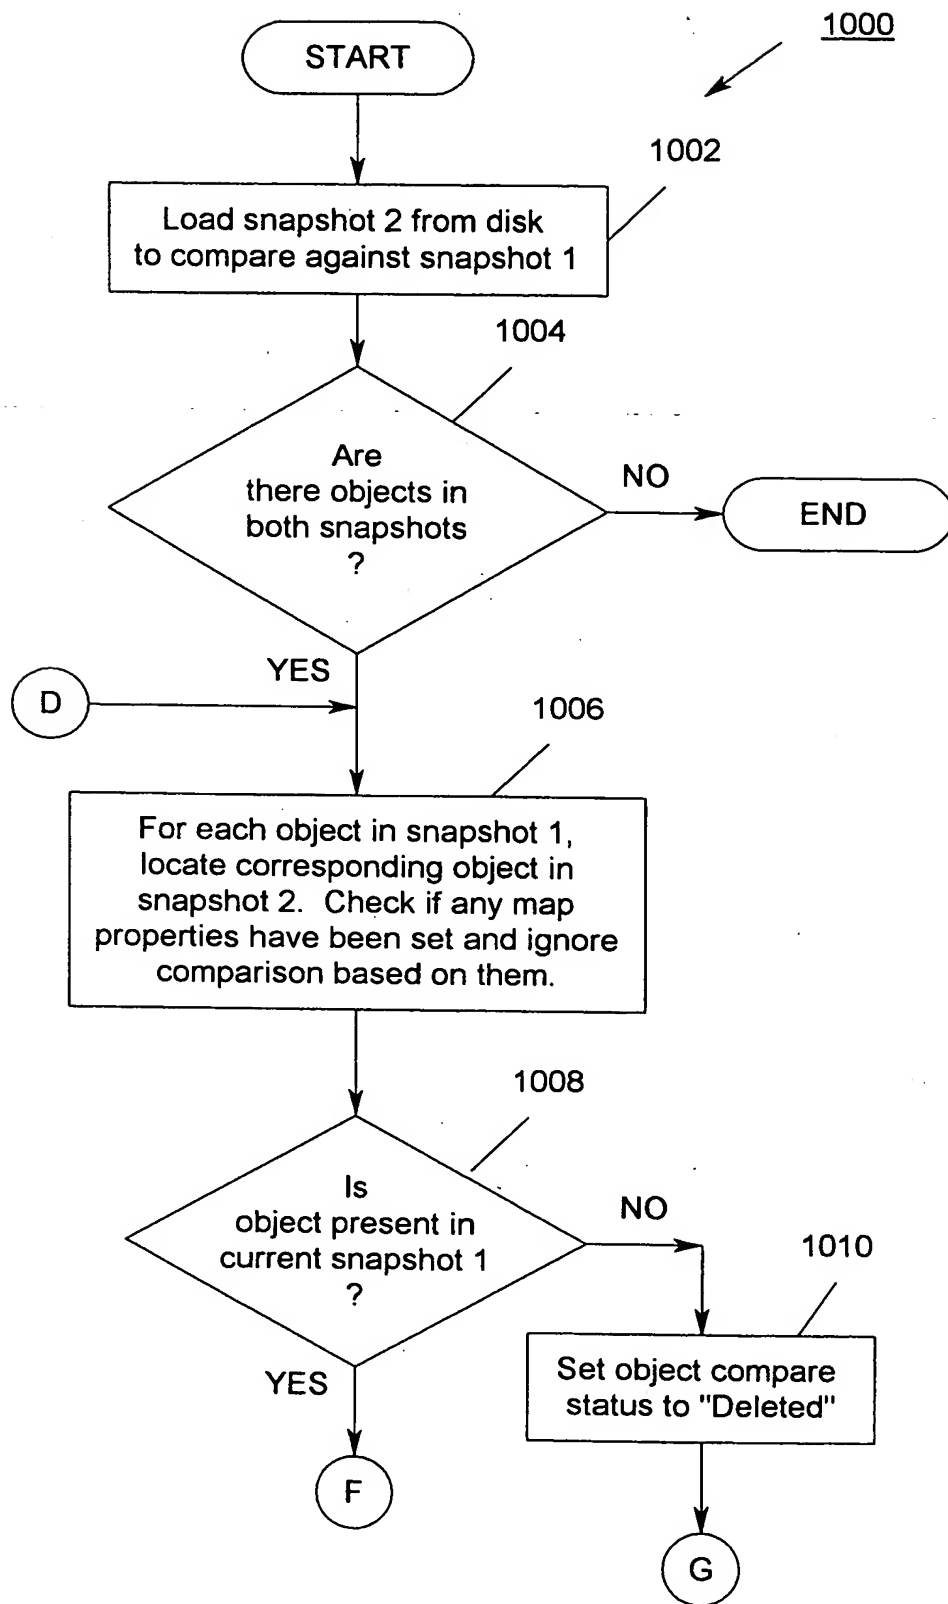 1000
START
1002
Load snapshot 2 from disk
to compare against snapshot 1
1004
Are
there objects in
both snapshots
?
NO
END
YES
D
1006
For each object in snapshot 1,
locate corresponding object in
snapshot 2. Check if any map
properties have been set and ignore
comparison based on them.
1008
Is
object present in
current snapshot 1
?
NO
1010
Set object compare
status to "Deleted"
YES
F
G